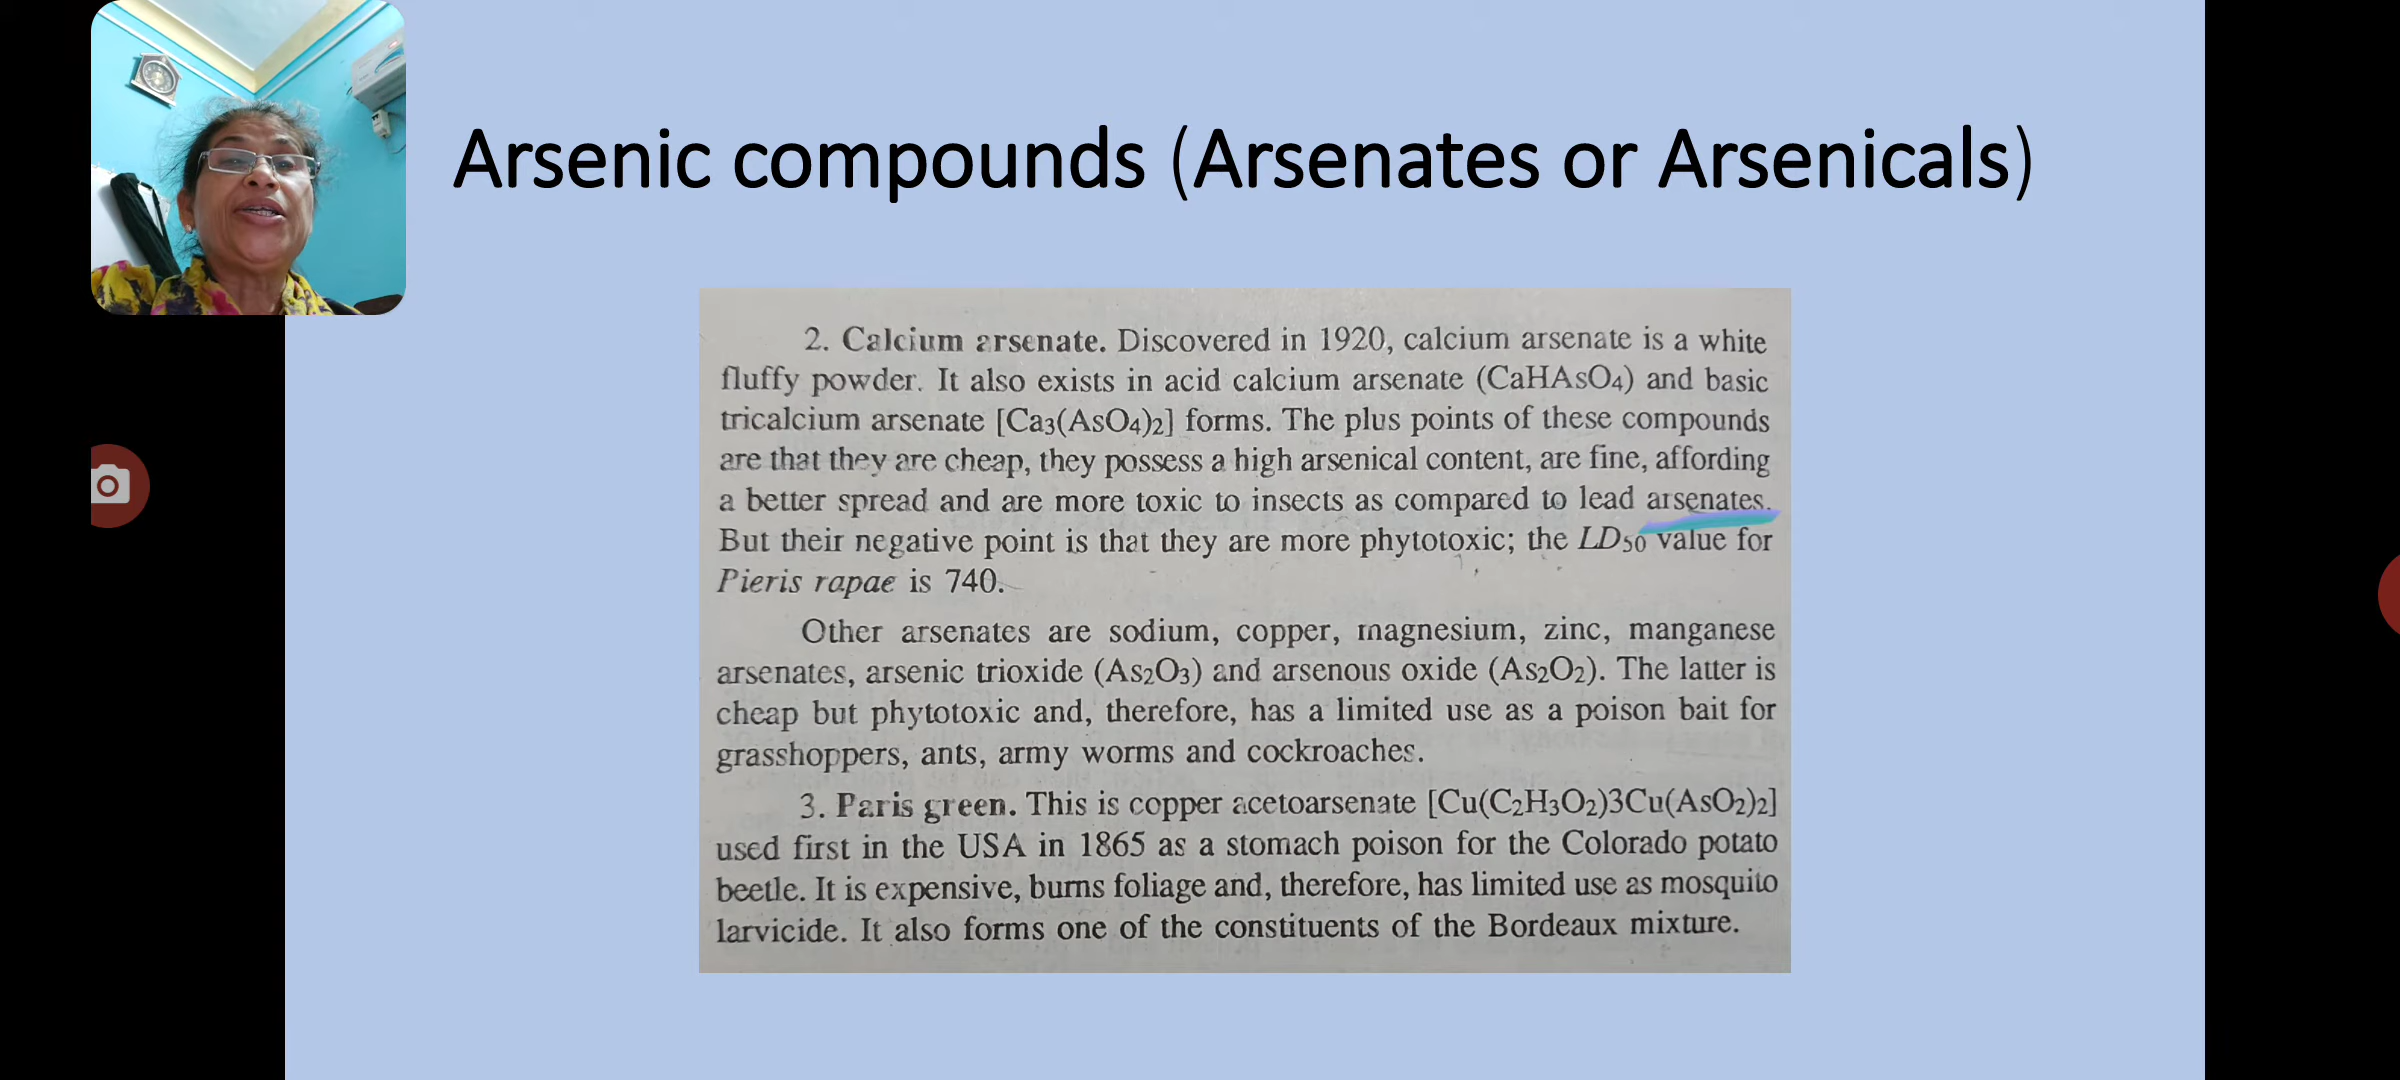 Arsenic compounds (Arsenates or Arsenicals)
2. Calcium arsenate. Discovered in 1920, calcium arsenate is a white
fluffy powder. It also exists in acid calcium arsenate (CaHAsO4) and basic
tricalcium arsenate [Ca3(AsO4)2] forms. The plus points of these compounds
are that they are cheap, they possess a high arsenical content, are fine, affording
a better spread and are more toxic to insects as compared to lead arsenates.
But their negative point is that they are more phytotoxic; the LD50 value for
Pieris rapae is 740.
Other arsenates are sodium, copper, magnesium, zinc, manganese
arsenates, arsenic trioxide (As2O3) and arsenous oxide (As2O2). The latter is
cheap but phytotoxic and, therefore, has a limited use as a poison bait for
grasshoppers, ants, army worms and cockroaches.
3. Paris green. This is copper acetoarsenate [Cu(C2H3O2)3Cu(AsO2)2]
used first in the USA in 1865 as a stomach poison for the Colorado potato
beetle. It is expensive, burns foliage and, therefore, has limited use as mosquito
larvicide. It also forms one of the constituents of the Bordeaux mixture.